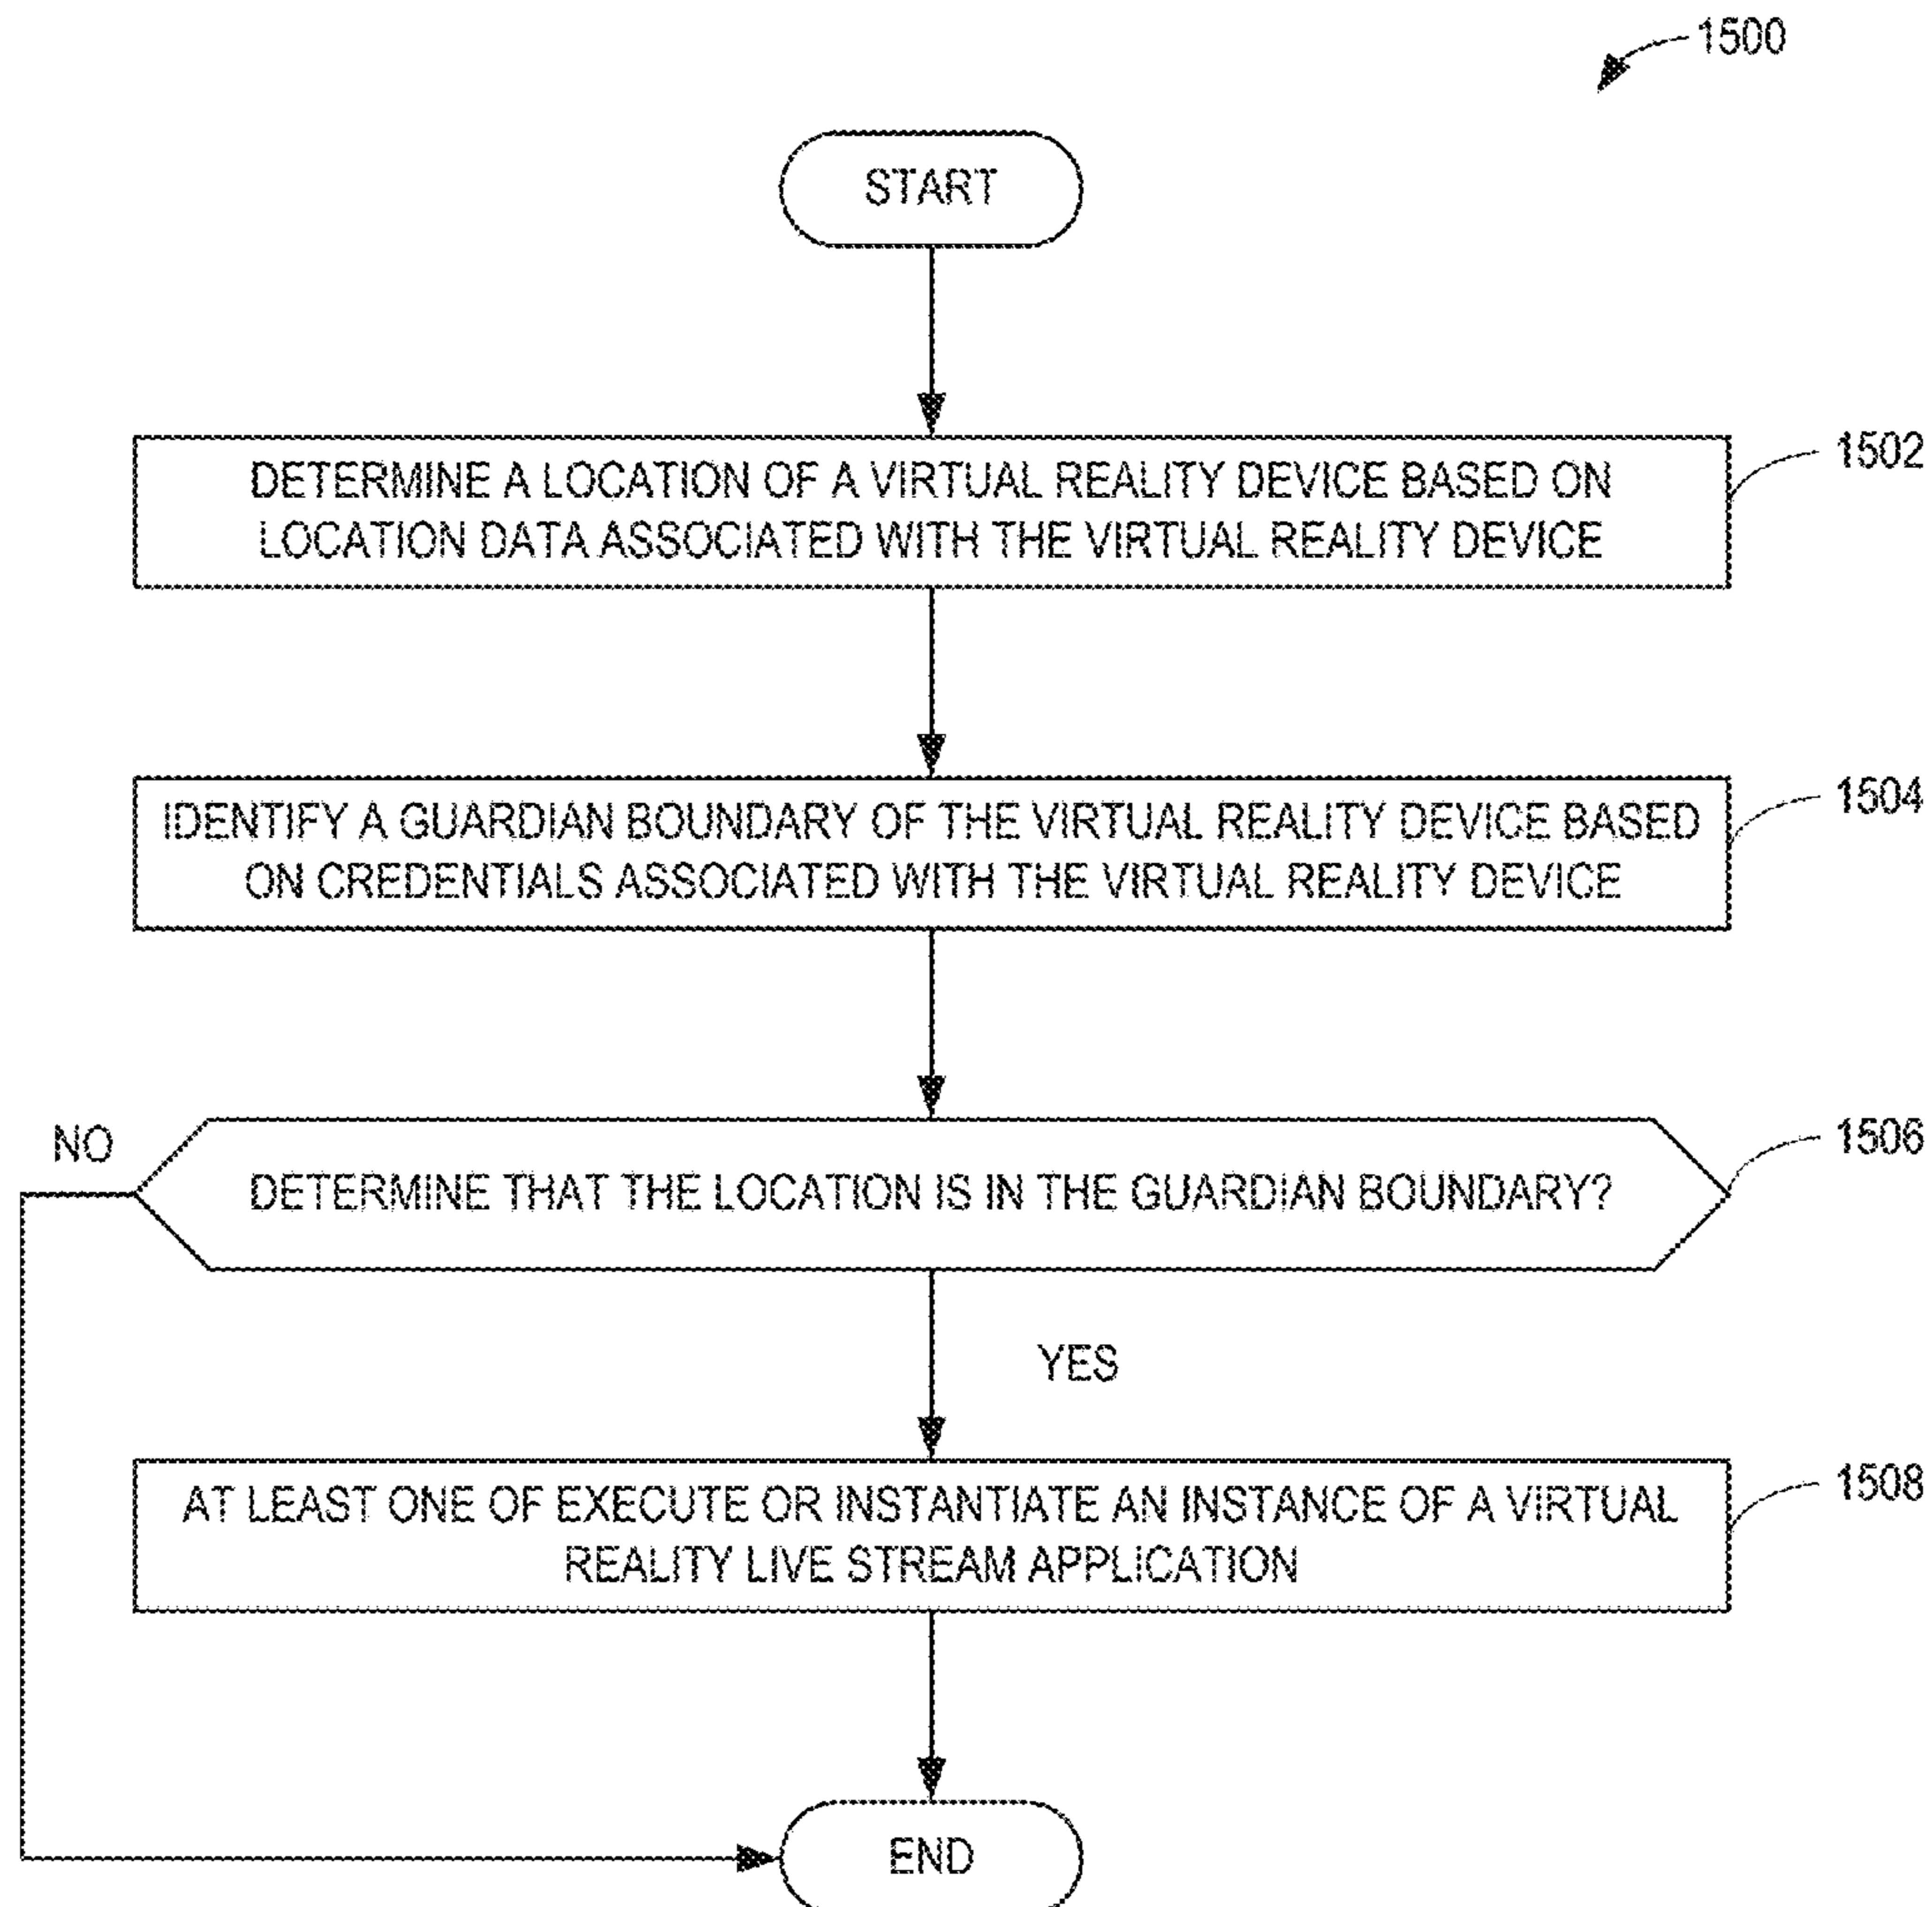 1500
START
DETERMINE A LOCATION OF A VIRTUAL REALITY DEVICE BASED ON
LOCATION DATA ASSOCIATED WITH THE VIRTUAL REALITY DEVICE
1502
IDENTIFY A GUARDIAN BOUNDARY OF THE VIRTUAL REALITY DEVICE BASED
ON CREDENTIALS ASSOCIATED WITH THE VIRTUAL REALITY DEVICE
1504
NO
DETERMINE THAT THE LOCATION IS IN THE GUARDIAN BOUNDARY?
1506
YES
AT LEAST ONE OF EXECUTE OR INSTANTIATE AN INSTANCE OF A VIRTUAL
REALITY LIVE STREAM APPLICATION
1508
END